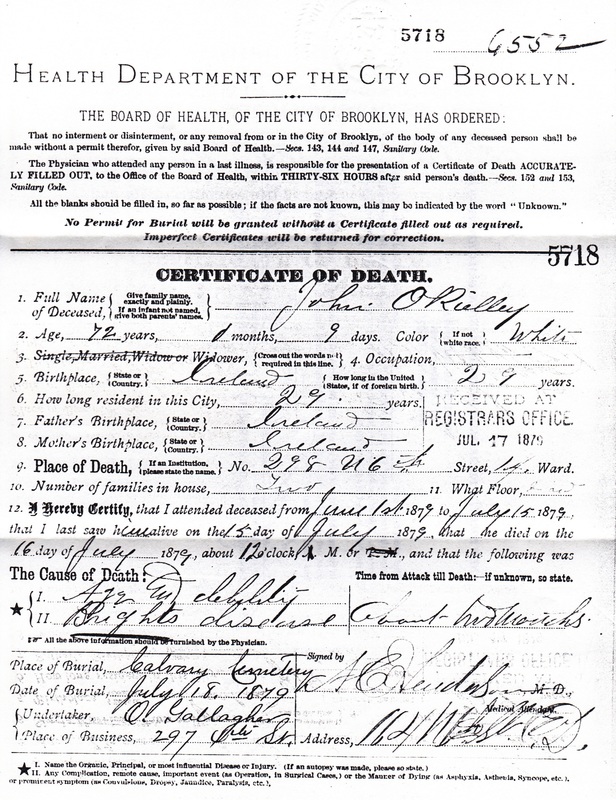 5718 6552
HEALTH DEPARTMENT OF THE CITY OF BROOKLYN.
THE BOARD OF HEALTH, OF THE CITY OF BROOKLYN, HAS ORDERED:
That no interment or disinterment, or any removal from or in the City of Brooklyn, of the body of any deceased person shall be
made without a permit therefor, given by said Board of Health.—Secs. 143, 144 and 147, Sanitary Code.
The Physician who attended any person in a last illness, is responsible for the presentation of a Certificate of Death ACCURATE-
LY FILLED OUT, to the Office of the Board of Health, within THIRTY-SIX HOURS after said person's death.—Secs. 152 and 153,
Sanitary Code.
All the blanks should be filled in, so far as possible; if the facts are not known, this may be indicated by the word "Unknown."
No Permit for Burial will be granted without a Certificate filled out as required.
Imperfect Certificates will be returned for correction.
5718
CERTIFICATE OF DEATH.
1. Full Name of Deceased, { Give family name, exactly and plainly. If an infant not named, give both parents' names. } John O'Rielley
2. Age, 72 years, months, 9 days. Color { If not white race. } White
3. Single, Married, Widow or Widower, { Cross out the words not required in this line. } 4. Occupation,
5. Birthplace, { State or Country. } Ireland { How long in the United States, if of foreign birth. } 29 years.
6. How long resident in this City, 29 years.
RECEIVED AT
7. Father's Birthplace, { State or Country. } Ireland REGISTRARS OFFICE.
8. Mother's Birthplace, { State or Country. } Ireland JUL 17 1879
9. Place of Death, { If an Institution, please state the name. } No. 298 N 6 th Street, 14 Ward.
10. Number of families in house, Two 11. What Floor,
12. I Hereby Certify, that I attended deceased from June 1st 1879 to July 15 1879,
that I last saw him alive on the 15 day of July 1879, that he died on the
16 day of July 1879, about 12 o'clock A. M. or P. M., and that the following was
The Cause of Death: Time from Attack till Death:—if unknown, so state.
I. Age and debility
II. Brights disease About two months.
All the above information should be furnished by the Physician.
Place of Burial, Calvary Cemetery Signed by
Date of Burial, July 18. 1879 M. D.,
Medical Attendant.
Undertaker, O. Gallagher
Place of Business, 297 St. Address, 164
I. Name the Organic, Principal, or most influential Disease or Injury. (If an autopsy was made, please so state.)
II. Any Complication, remote cause, important event (as Operation, in Surgical Cases,) or the Manner of Dying (as Asphyxia, Asthenia, Syncope, etc.),
or prominent symptom (as Convulsions, Dropsy, Jaundice, Paralysis, etc.).